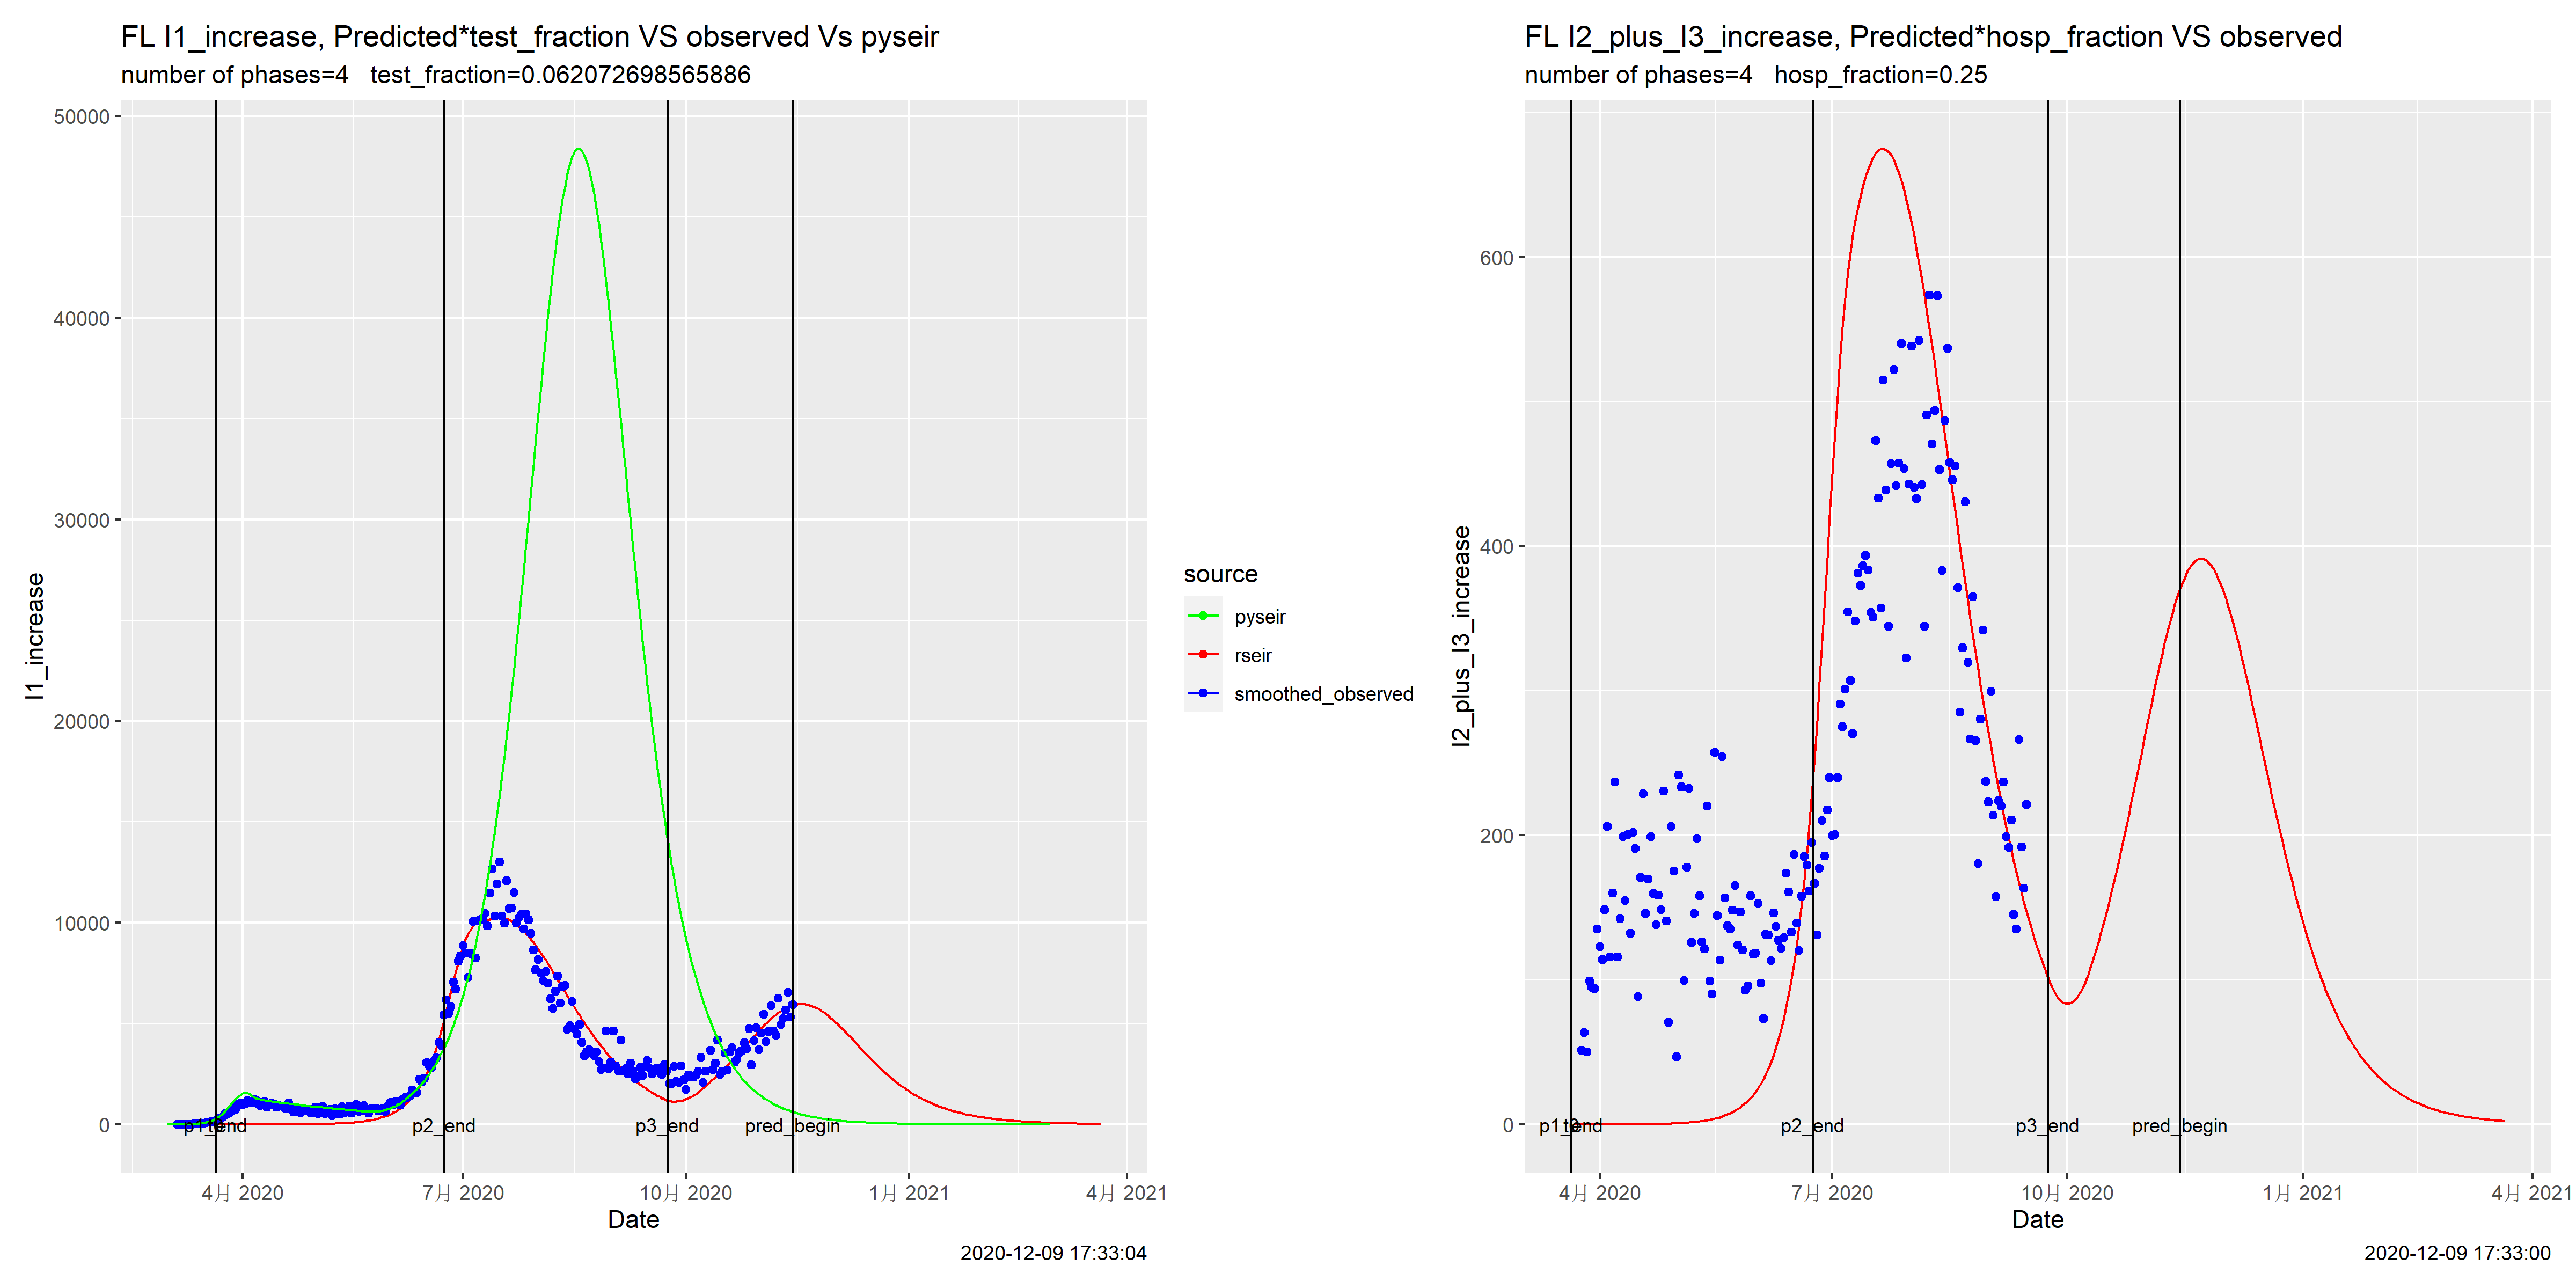 FL I1_increase, Predicted*test_fraction VS observed Vs pyseir
number of phases=4   test_fraction=0.062072698565886
I1_increase
50000
40000
30000
20000
10000
0
p1_end
p2_end
p3_end
pred_begin
4月 2020
7月 2020
10月 2020
1月 2021
4月 2021
Date
2020-12-09 17:33:04
source
pyseir
rseir
smoothed_observed
FL I2_plus_I3_increase, Predicted*hosp_fraction VS observed
number of phases=4   hosp_fraction=0.25
I2_plus_I3_increase
600
400
200
0
p1_end
p2_end
p3_end
pred_begin
4月 2020
7月 2020
10月 2020
1月 2021
4月 2021
Date
2020-12-09 17:33:00